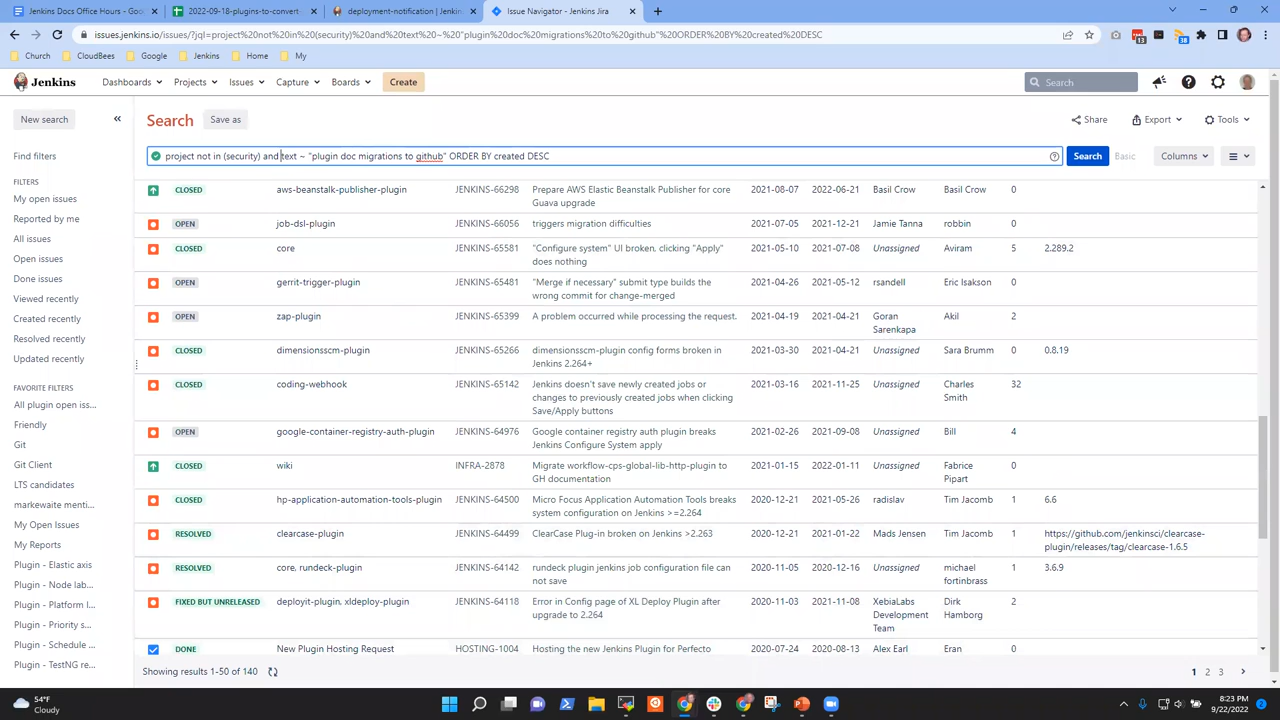 Jenkins Docs Office Hours - Goo
2022-09-18-plugins-to-convert-
deployment-notification | Jenkins
Issue Navigator - Jenkins Jira
issues.jenkins.io/issues/?jql=project%20not%20in%20(security)%20and%20text%20~%20"plugin%20doc%20migrations%20to%20github"%20ORDER%20BY%20created%20DESC
13
38
Church
CloudBees
Google
Jenkins
Home
My
Jenkins
Dashboards
Projects
Issues
Capture
Boards
Create
Search
New search
Search
Save as
Share
Export
Tools
Find filters
project not in (security) and text ~ "plugin doc migrations to github" ORDER BY created DESC
Search
Basic
Columns
FILTERS
My open issues
Reported by me
All issues
Open issues
Done issues
Viewed recently
Created recently
Resolved recently
Updated recently
FAVORITE FILTERS
All plugin open iss...
Friendly
Git
Git Client
LTS candidates
markewaite menti...
My Open Issues
My Reports
Plugin - Elastic axis
Plugin - Node lab...
Plugin - Platform l...
Plugin - Priority s...
Plugin - Schedule ...
Plugin - TestNG re...
CLOSED aws-beanstalk-publisher-plugin JENKINS-66298 Prepare AWS Elastic Beanstalk Publisher for core 2021-08-07 2022-06-21 Basil Crow Basil Crow 0
Guava upgrade
OPEN job-dsl-plugin JENKINS-66056 triggers migration difficulties 2021-07-05 2021-12-21 Jamie Tanna robbin 0
CLOSED core JENKINS-65581 "Configure system" UI broken, clicking "Apply" 2021-05-10 2021-07-08 Unassigned Aviram 5 2.289.2
does nothing
OPEN gerrit-trigger-plugin JENKINS-65481 "Merge if necessary" submit type builds the 2021-04-26 2021-05-12 rsandell Eric Isakson 0
wrong commit for change-merged
OPEN zap-plugin JENKINS-65399 A problem occurred while processing the request. 2021-04-19 2021-04-21 Goran Akil 2
Sarenkapa
CLOSED dimensionsscm-plugin JENKINS-65266 dimensionsscm-plugin config forms broken in 2021-03-30 2021-04-21 Unassigned Sara Brumm 0 0.8.19
Jenkins 2.264+
CLOSED coding-webhook JENKINS-65142 Jenkins doesn't save newly created jobs or 2021-03-16 2021-11-25 Unassigned Charles 32
changes to previously created jobs when clicking Smith
Save/Apply buttons
OPEN google-container-registry-auth-plugin JENKINS-64976 Google container registry auth plugin breaks 2021-02-26 2021-09-08 Unassigned Bill 4
Jenkins Configure System apply
CLOSED wiki INFRA-2878 Migrate workflow-cps-global-lib-http-plugin to 2021-01-15 2022-01-11 Unassigned Fabrice 0
GH documentation Pipart
CLOSED hp-application-automation-tools-plugin JENKINS-64500 Micro Focus Application Automation Tools breaks 2020-12-21 2021-05-26 radislav Tim Jacomb 1 6.6
system configuration on Jenkins >=2.264
RESOLVED clearcase-plugin JENKINS-64499 ClearCase Plug-in broken on Jenkins >2.263 2020-12-21 2021-01-22 Mads Jensen Tim Jacomb 1 https://github.com/jenkinsci/clearcase-
plugin/releases/tag/clearcase-1.6.5
RESOLVED core, rundeck-plugin JENKINS-64142 rundeck plugin jenkins job configuration file can 2020-11-05 2020-12-18 Unassigned michael 1 3.6.9
not save fortinbrass
FIXED BUT UNRELEASED deployit-plugin, xldeploy-plugin JENKINS-64118 Error in Config page of XL Deploy Plugin after 2020-11-03 2021-11-08 XebiaLabs Dirk 2
upgrade to 2.264 Development Hamborg
Team
DONE New Plugin Hosting Request HOSTING-1004 Hosting the new Jenkins Plugin for Perfecto 2020-07-24 2020-08-13 Alex Earl Eran 0
Showing results 1-50 of 140
1 2 3
54°F
Cloudy
8:23 PM
9/22/2022
2